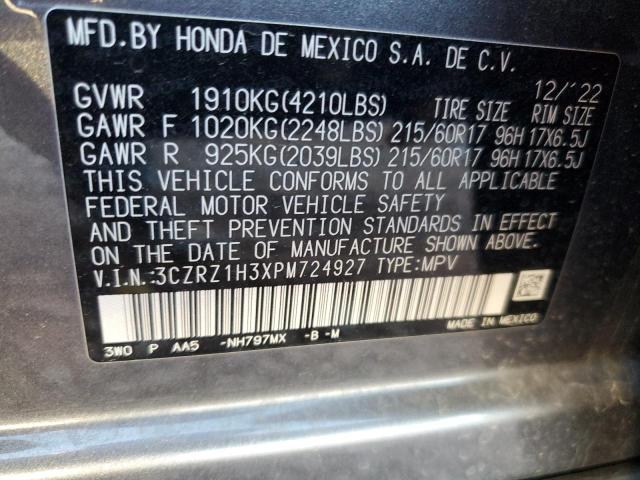 MFD.BY HONDA DE MEXICO S.A. DE C.V.
12/'22
GVWR 1910KG(4210LBS) TIRE SIZE RIM SIZE
GAWR F 1020KG(2248LBS) 215/60R17 96H 17X6.5J
GAWR R 925KG(2039LBS) 215/60R17 96H 17X6.5J
THIS VEHICLE CONFORMS TO ALL APPLICABLE
FEDERAL MOTOR VEHICLE SAFETY
AND THEFT PREVENTION STANDARDS IN EFFECT
ON THE DATE OF MANUFACTURE SHOWN ABOVE.
V.I.N.:3CZRZ1H3XPM724927 TYPE:MPV
3W0 P AA5 -NH797MX -B -M
MADE IN MEXICO